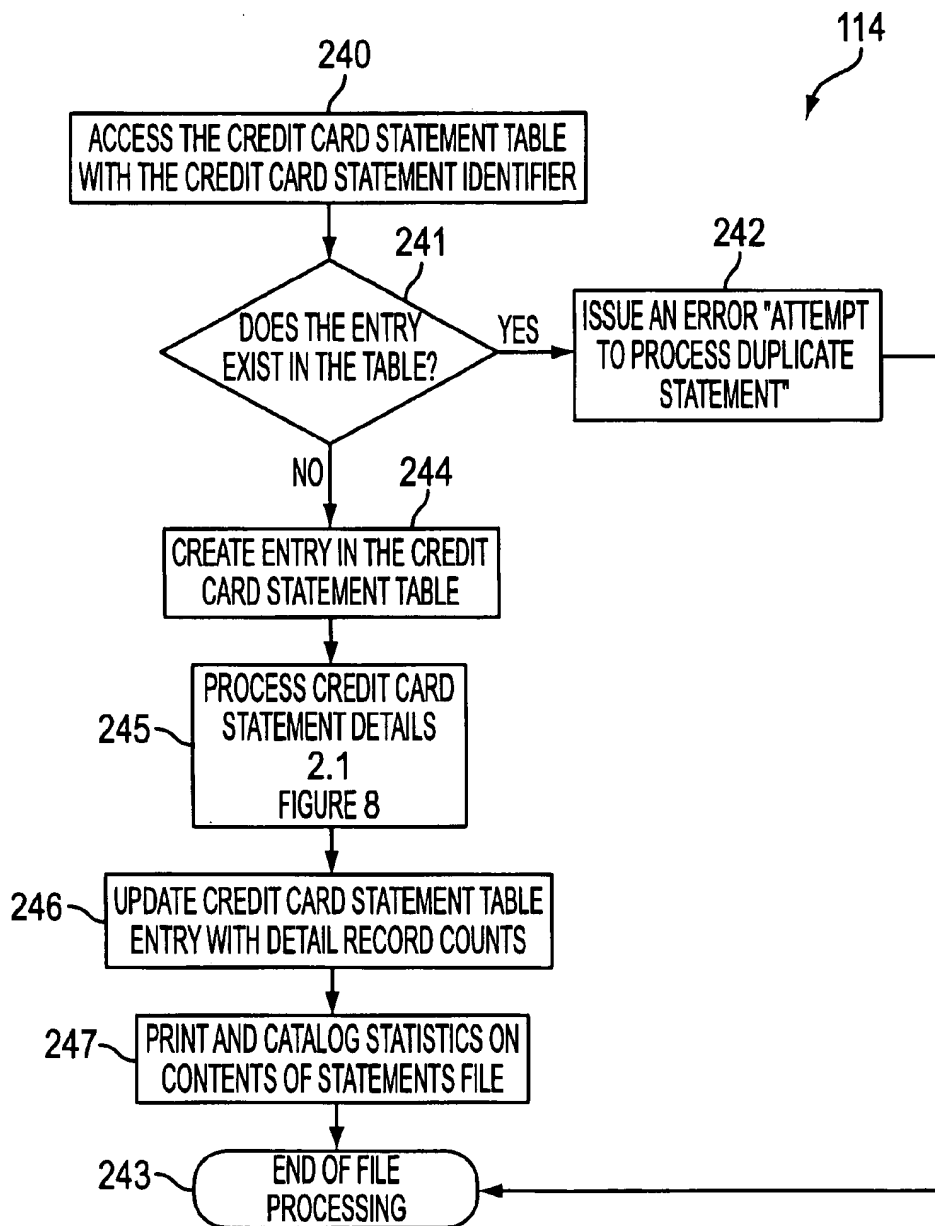 114
240
ACCESS THE CREDIT CARD STATEMENT TABLE
WITH THE CREDIT CARD STATEMENT IDENTIFIER
241
DOES THE ENTRY
EXIST IN THE TABLE?
YES
242
ISSUE AN ERROR "ATTEMPT
TO PROCESS DUPLICATE
STATEMENT"
NO
244
CREATE ENTRY IN THE CREDIT
CARD STATEMENT TABLE
245
PROCESS CREDIT CARD
STATEMENT DETAILS
2.1
FIGURE 8
246
UPDATE CREDIT CARD STATEMENT TABLE
ENTRY WITH DETAIL RECORD COUNTS
247
PRINT AND CATALOG STATISTICS ON
CONTENTS OF STATEMENTS FILE
243
END OF FILE
PROCESSING